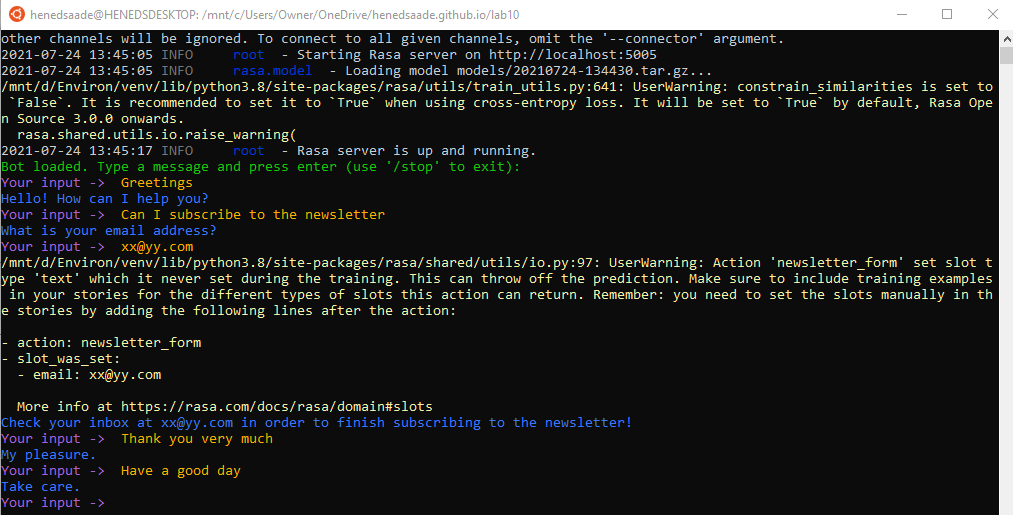 henedsaade@HENEDSDESKTOP: /mnt/c/Users/Owner/OneDrive/henedsaade.github.io/lab10
other channels will be ignored. To connect to all given channels, omit the '--connector' argument.
2021-07-24 13:45:05 INFO     root  - Starting Rasa server on http://localhost:5005
2021-07-24 13:45:05 INFO     rasa.model  - Loading model models/20210724-134430.tar.gz...
/mnt/d/Environ/venv/lib/python3.8/site-packages/rasa/utils/train_utils.py:641: UserWarning: constrain_similarities is set to
 `False`. It is recommended to set it to `True` when using cross-entropy loss. It will be set to `True` by default, Rasa Ope
n Source 3.0.0 onwards.
  rasa.shared.utils.io.raise_warning(
2021-07-24 13:45:17 INFO     root  - Rasa server is up and running.
Bot loaded. Type a message and press enter (use '/stop' to exit):
Your input ->  Greetings
Hello! How can I help you?
Your input ->  Can I subscribe to the newsletter
What is your email address?
Your input ->  xx@yy.com
/mnt/d/Environ/venv/lib/python3.8/site-packages/rasa/shared/utils/io.py:97: UserWarning: Action 'newsletter_form' set slot t
ype 'text' which it never set during the training. This can throw off the prediction. Make sure to include training examples
 in your stories for the different types of slots this action can return. Remember: you need to set the slots manually in th
e stories by adding the following lines after the action:
- action: newsletter_form
- slot_was_set:
  - email: xx@yy.com
  More info at https://rasa.com/docs/rasa/domain#slots
Check your inbox at xx@yy.com in order to finish subscribing to the newsletter!
Your input ->  Thank you very much
My pleasure.
Your input ->  Have a good day
Take care.
Your input ->